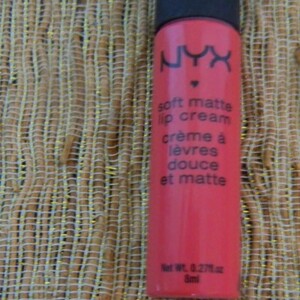 NYX
soft matte
lip cream
crème à
lèvres
douce
et matte
Net Wt. 0.27fl oz
8ml